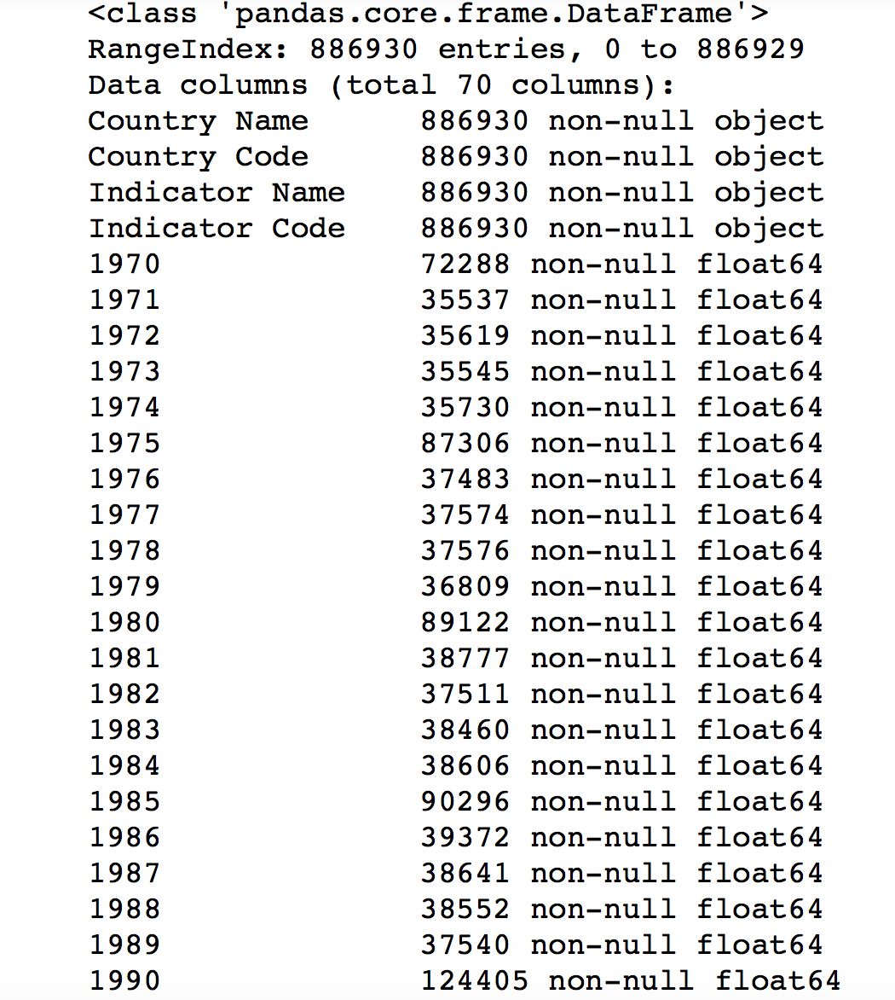 <class 'pandas.core.frame.DataFrame'>
RangeIndex: 886930 entries, 0 to 886929
Data columns (total 70 columns):
Country Name      886930 non-null object
Country Code      886930 non-null object
Indicator Name    886930 non-null object
Indicator Code    886930 non-null object
1970              72288 non-null float64
1971              35537 non-null float64
1972              35619 non-null float64
1973              35545 non-null float64
1974              35730 non-null float64
1975              87306 non-null float64
1976              37483 non-null float64
1977              37574 non-null float64
1978              37576 non-null float64
1979              36809 non-null float64
1980              89122 non-null float64
1981              38777 non-null float64
1982              37511 non-null float64
1983              38460 non-null float64
1984              38606 non-null float64
1985              90296 non-null float64
1986              39372 non-null float64
1987              38641 non-null float64
1988              38552 non-null float64
1989              37540 non-null float64
1990              124405 non-null float64